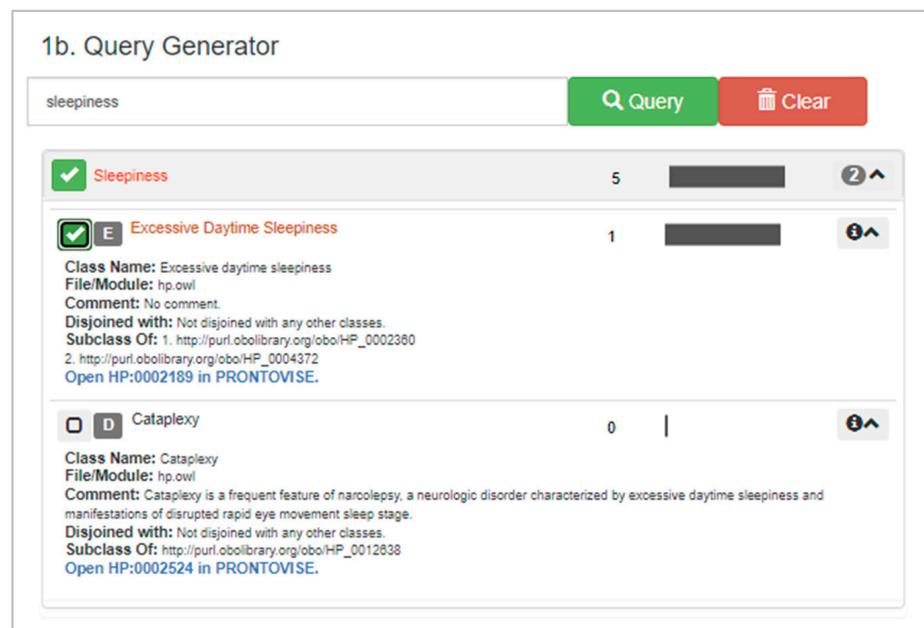 1b. Query Generator
sleepiness
Query
Clear
Sleepiness 5 2
E Excessive Daytime Sleepiness 1
Class Name: Excessive daytime sleepiness
File/Module: hp.owl
Comment: No comment.
Disjoined with: Not disjoined with any other classes.
Subclass Of: 1. http://purl.obolibrary.org/obo/HP_0002360
2. http://purl.obolibrary.org/obo/HP_0004372
Open HP:0002189 in PRONTOVISE.
D Cataplexy 0
Class Name: Cataplexy
File/Module: hp.owl
Comment: Cataplexy is a frequent feature of narcolepsy, a neurologic disorder characterized by excessive daytime sleepiness and
manifestations of disrupted rapid eye movement sleep stage.
Disjoined with: Not disjoined with any other classes.
Subclass Of: http://purl.obolibrary.org/obo/HP_0012638
Open HP:0002524 in PRONTOVISE.